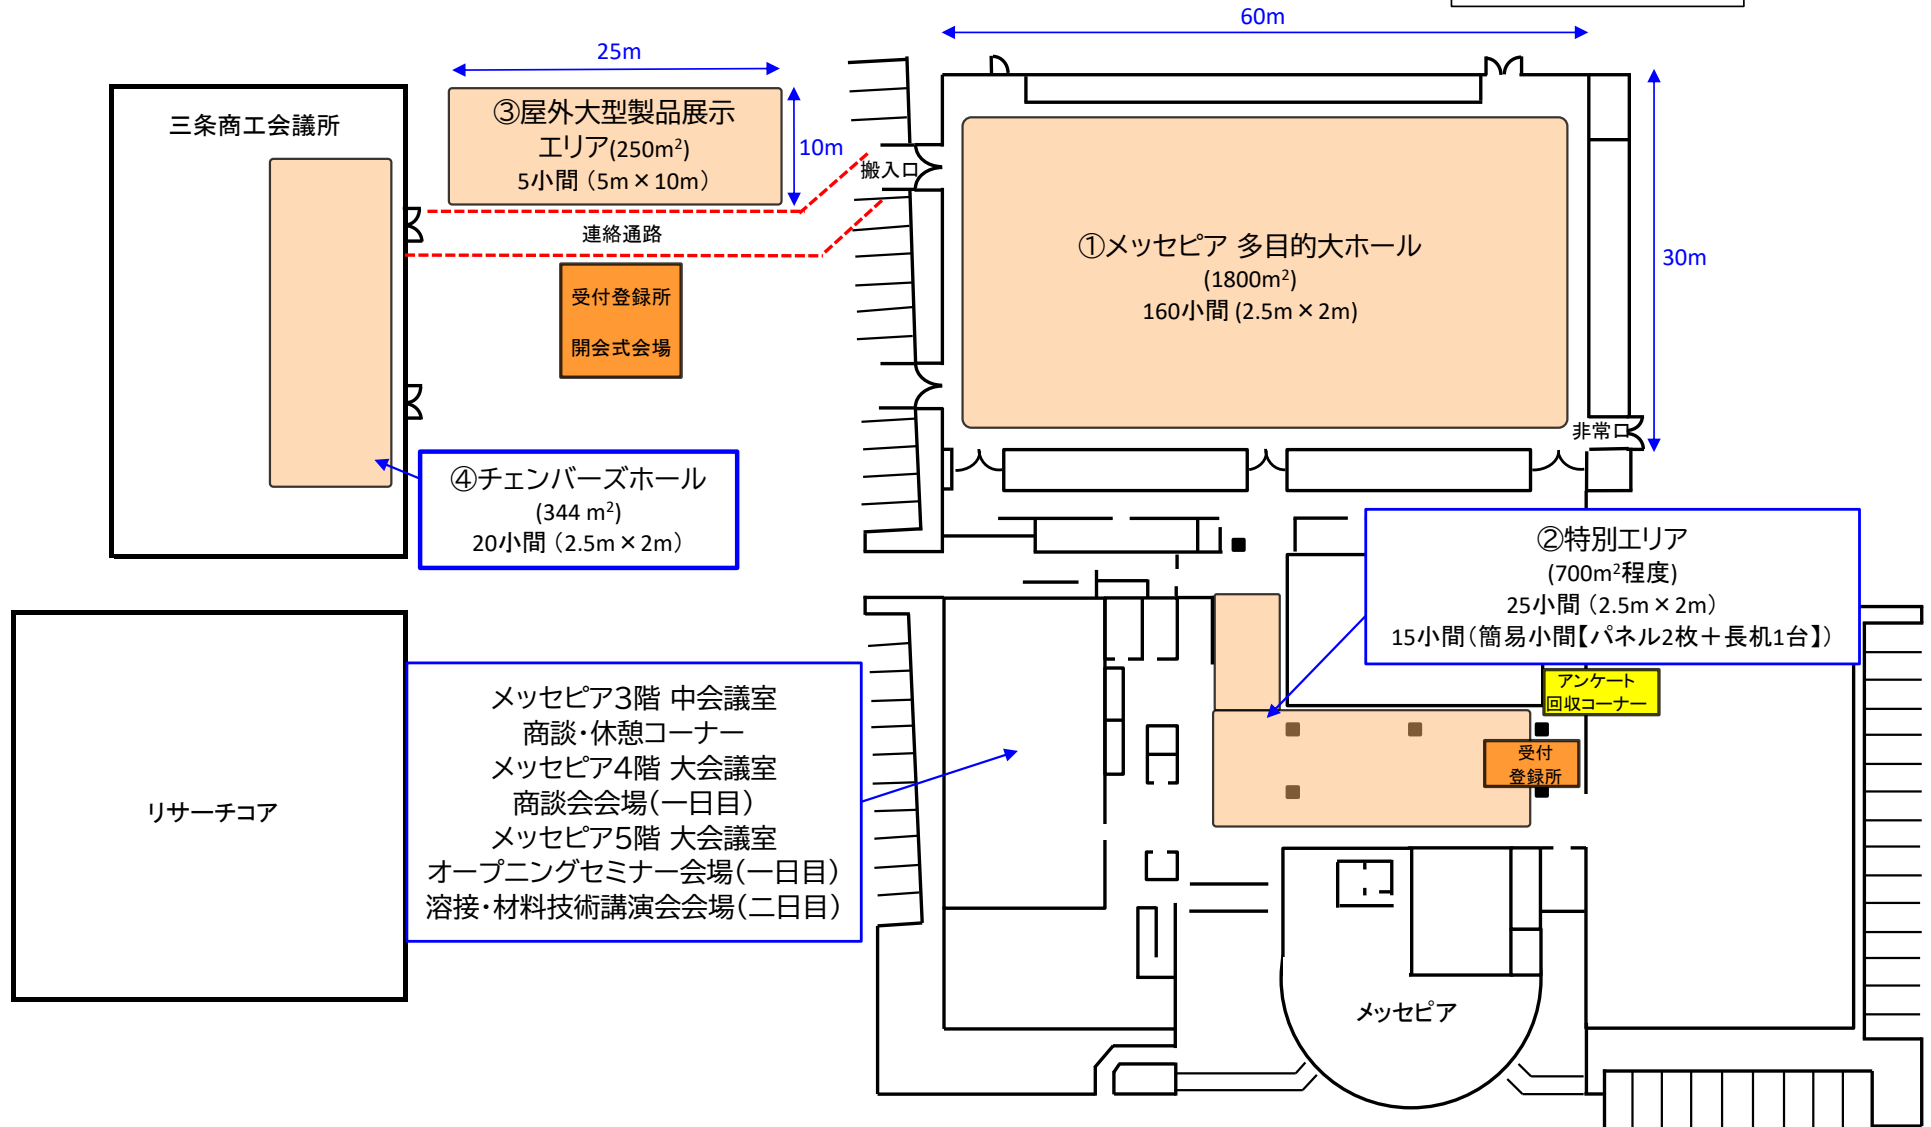 60m
25m
③屋外大型製品展示
エリア(250m²)
5小間（5m×10m）
10m
三条商工会議所
搬入口
連絡通路
受付登録所
開会式会場
①メッセピア 多目的大ホール
(1800m²)
160小間 (2.5m×2m)
30m
非常口
④チェンバーズホール
(344 m²)
20小間（2.5m×2m）
②特別エリア
(700m²程度)
25小間（2.5m×2m）
15小間（簡易小間【パネル2枚＋長机1台】）
アンケート
回収コーナー
受付
登録所
メッセピア3階 中会議室
商談・休憩コーナー
メッセピア4階 大会議室
商談会会場（一日目）
メッセピア5階 大会議室
オープニングセミナー会場（一日目）
溶接・材料技術講演会会場（二日目）
リサーチコア
メッセピア